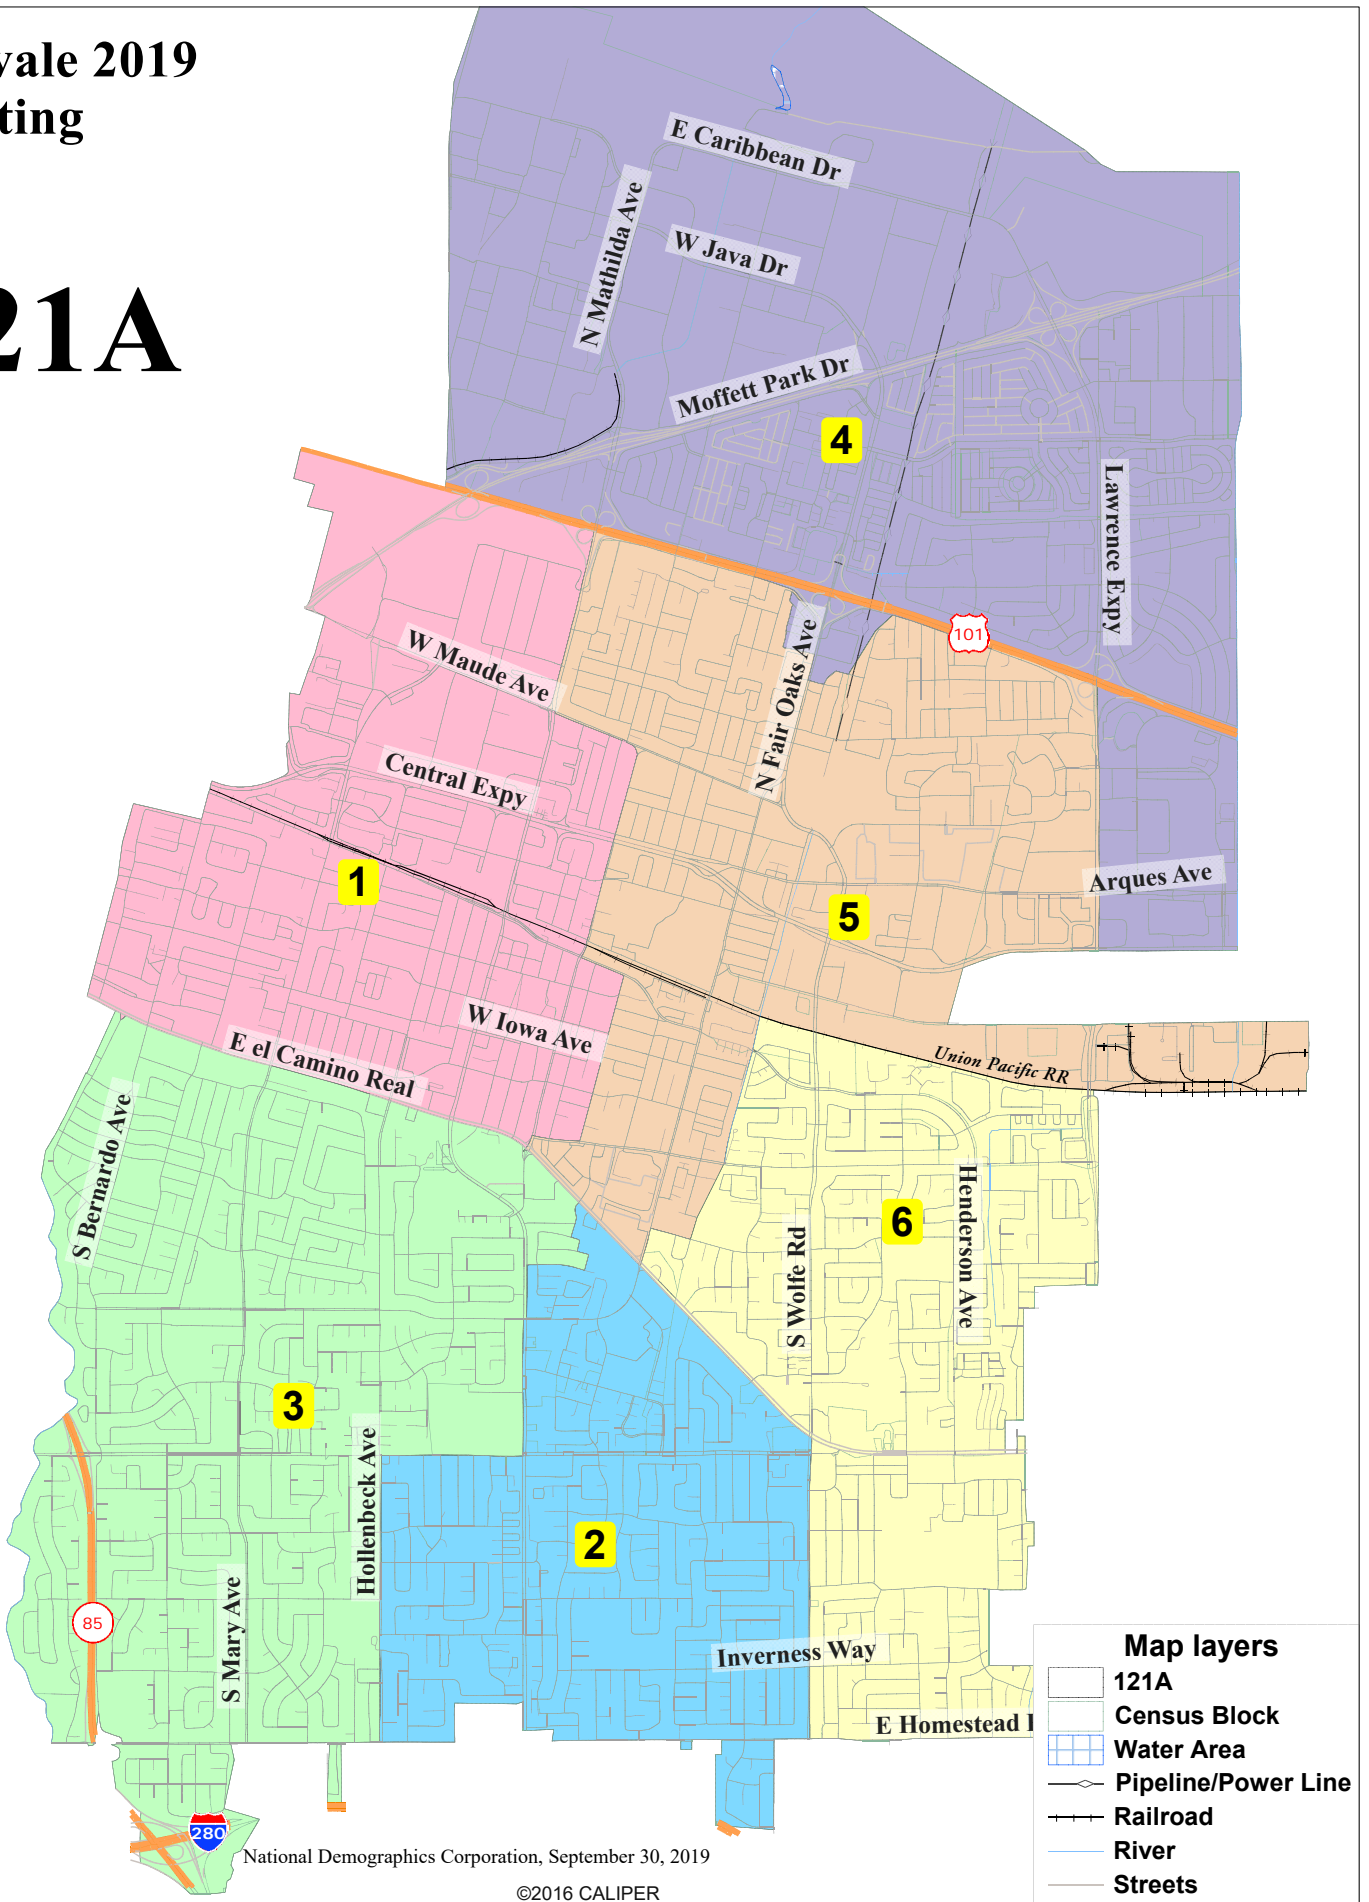 vale 2019
ting
21A
E Caribbean Dr
N Mathilda Ave
W Java Dr
Moffett Park Dr
4
Lawrence Expy
101
W Maude Ave
N Fair Oaks Ave
Central Expy
1
Arques Ave
5
W Iowa Ave
E el Camino Real
Union Pacific RR
S Bernardo Ave
Henderson Ave
6
S Wolfe Rd
3
Hollenbeck Ave
2
85
S Mary Ave
Inverness Way
E Homestead
280
Map layers
121A
Census Block
Water Area
Pipeline/Power Line
Railroad
River
Streets
National Demographics Corporation, September 30, 2019
©2016 CALIPER